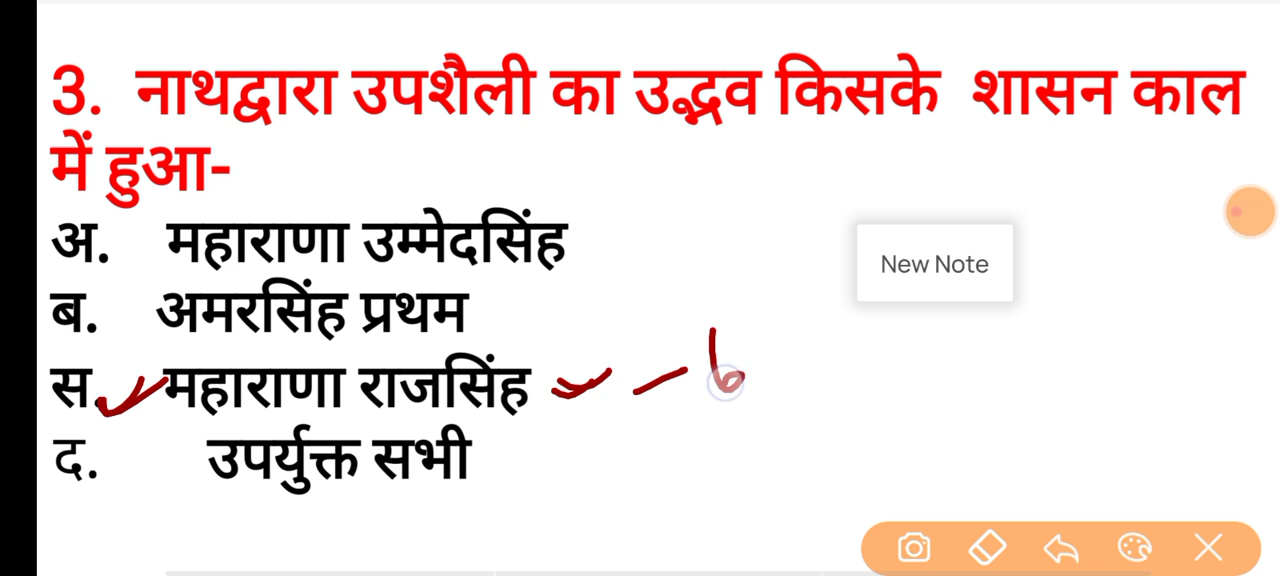 3. नाथद्वारा उपशैली का उद्भव किसके शासन काल
में हुआ-
अ. महाराणा उम्मेदसिंह
New Note
ब. अमरसिंह प्रथम
स. महाराणा राजसिंह
द. उपर्युक्त सभी